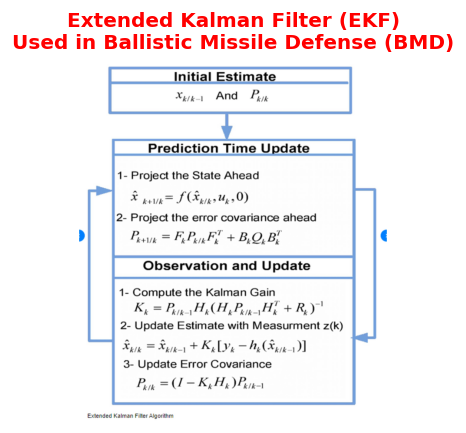 Extended Kalman Filter (EKF)
Used in Ballistic Missile Defense (BMD)
Initial Estimate
x_{k/k-1} And P_{k/k}
Prediction Time Update
1- Project the State Ahead
x̂_{k+1/k} = f(x̂_{k/k}, u_k, 0)
2- Project the error covariance ahead
P_{k+1/k} = F_k P_{k/k} F_k^T + B_k Q_k B_k^T
Observation and Update
1- Compute the Kalman Gain
K_k = P_{k/k-1} H_k (H_k P_{k/k-1} H_k^T + R_k)^{-1}
2- Update Estimate with Measurment z(k)
x̂_{k/k} = x̂_{k/k-1} + K_k [y_k - h_k(x̂_{k/k-1})]
3- Update Error Covariance
P_{k/k} = (I - K_k H_k) P_{k/k-1}
Extended Kalman Filter Algorithm